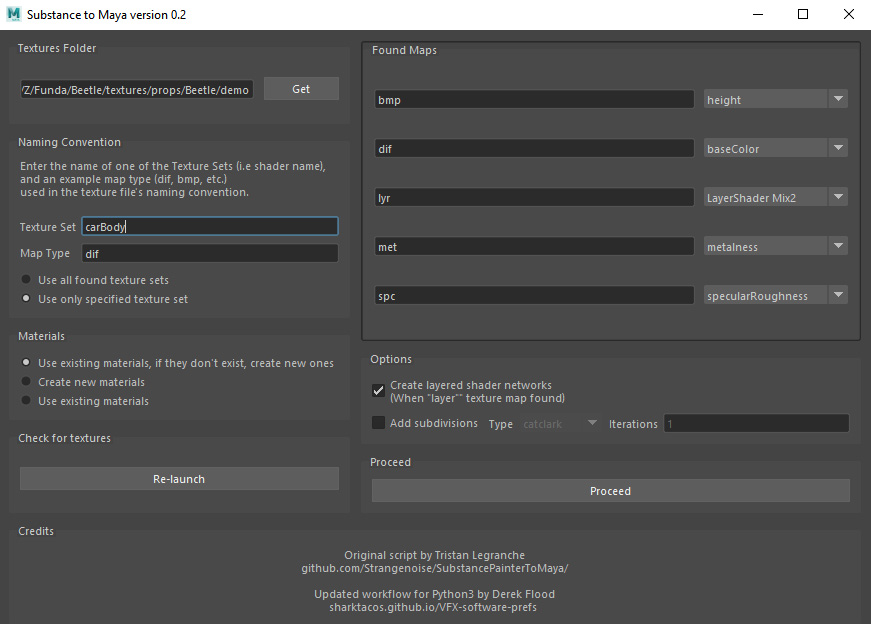 Substance to Maya version 0.2
Textures Folder
/Z/Funda/Beetle/textures/props/Beetle/demo
Get
Naming Convention
Enter the name of one of the Texture Sets (i.e shader name),
and an example map type (dif, bmp, etc.)
used in the texture file's naming convention.
Texture Set carBody
Map Type dif
Use all found texture sets
Use only specified texture set
Materials
Use existing materials, if they don't exist, create new ones
Create new materials
Use existing materials
Check for textures
Re-launch
Found Maps
bmp height
dif baseColor
lyr LayerShader Mix2
met metalness
spc specularRoughness
Options
Create layered shader networks
(When "layer"" texture map found)
Add subdivisions Type catclark Iterations 1
Proceed
Proceed
Credits
Original script by Tristan Legranche
github.com/Strangenoise/SubstancePainterToMaya/
Updated workflow for Python3 by Derek Flood
sharktacos.github.io/VFX-software-prefs